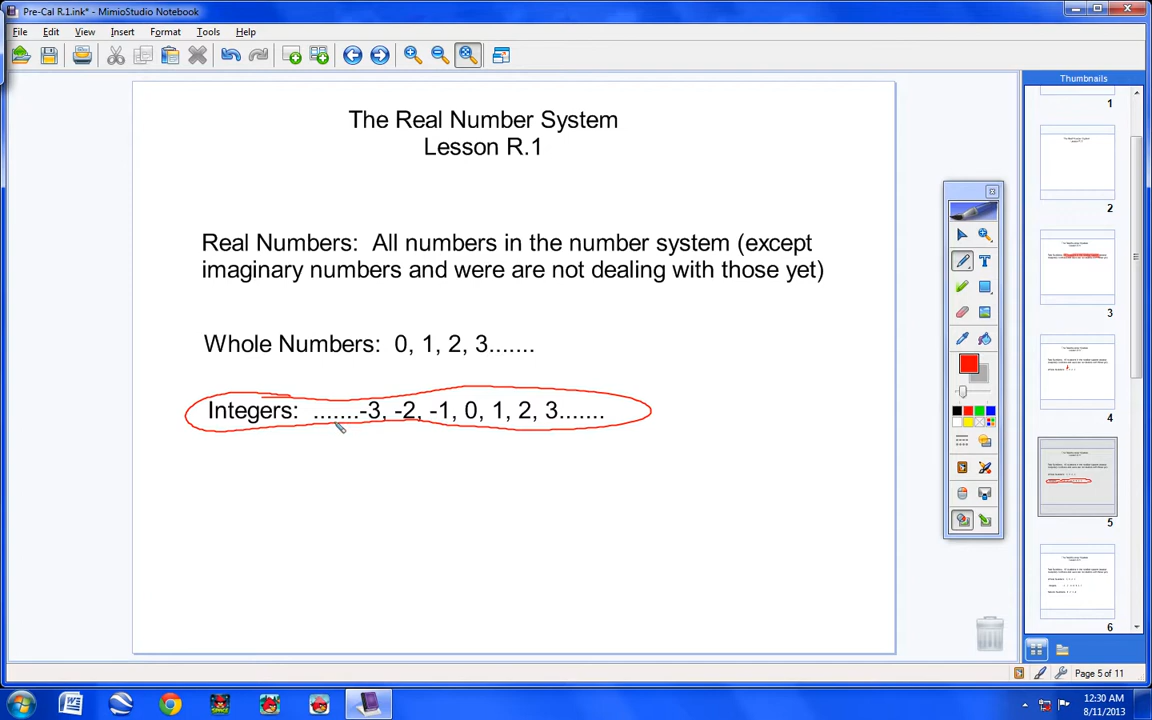 Pre-Cal R.1.ink* - MimioStudio Notebook
File Edit View Insert Format Tools Help
The Real Number System
Lesson R.1
Real Numbers: All numbers in the number system (except
imaginary numbers and were are not dealing with those yet)
Whole Numbers: 0, 1, 2, 3.......
Integers: .......-3, -2, -1, 0, 1, 2, 3.......
Thumbnails
1
2
3
4
5
6
Page 5 of 11
12:30 AM
8/11/2013